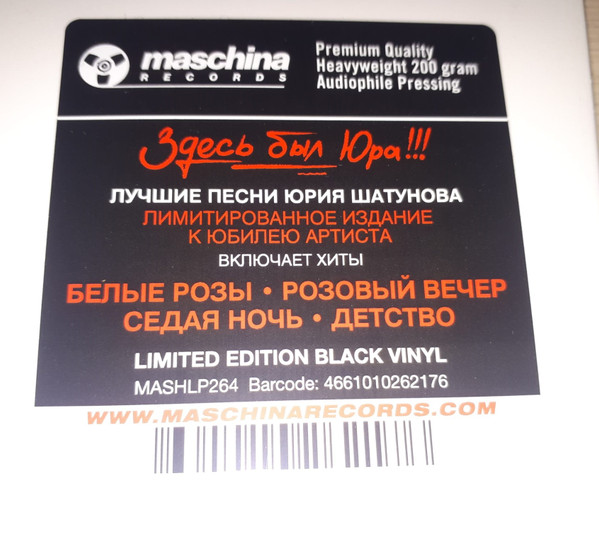 maschina
RECORDS
Premium Quality
Heavyweight 200 gram
Audiophile Pressing
Здесь был Юра!!!
ЛУЧШИЕ ПЕСНИ ЮРИЯ ШАТУНОВА
ЛИМИТИРОВАННОЕ ИЗДАНИЕ
К ЮБИЛЕЮ АРТИСТА
ВКЛЮЧАЕТ ХИТЫ
БЕЛЫЕ РОЗЫ • РОЗОВЫЙ ВЕЧЕР
СЕДАЯ НОЧЬ • ДЕТСТВО
LIMITED EDITION BLACK VINYL
MASHLP264 Barcode: 4661010262176
WWW.MASCHINARECORDS.COM